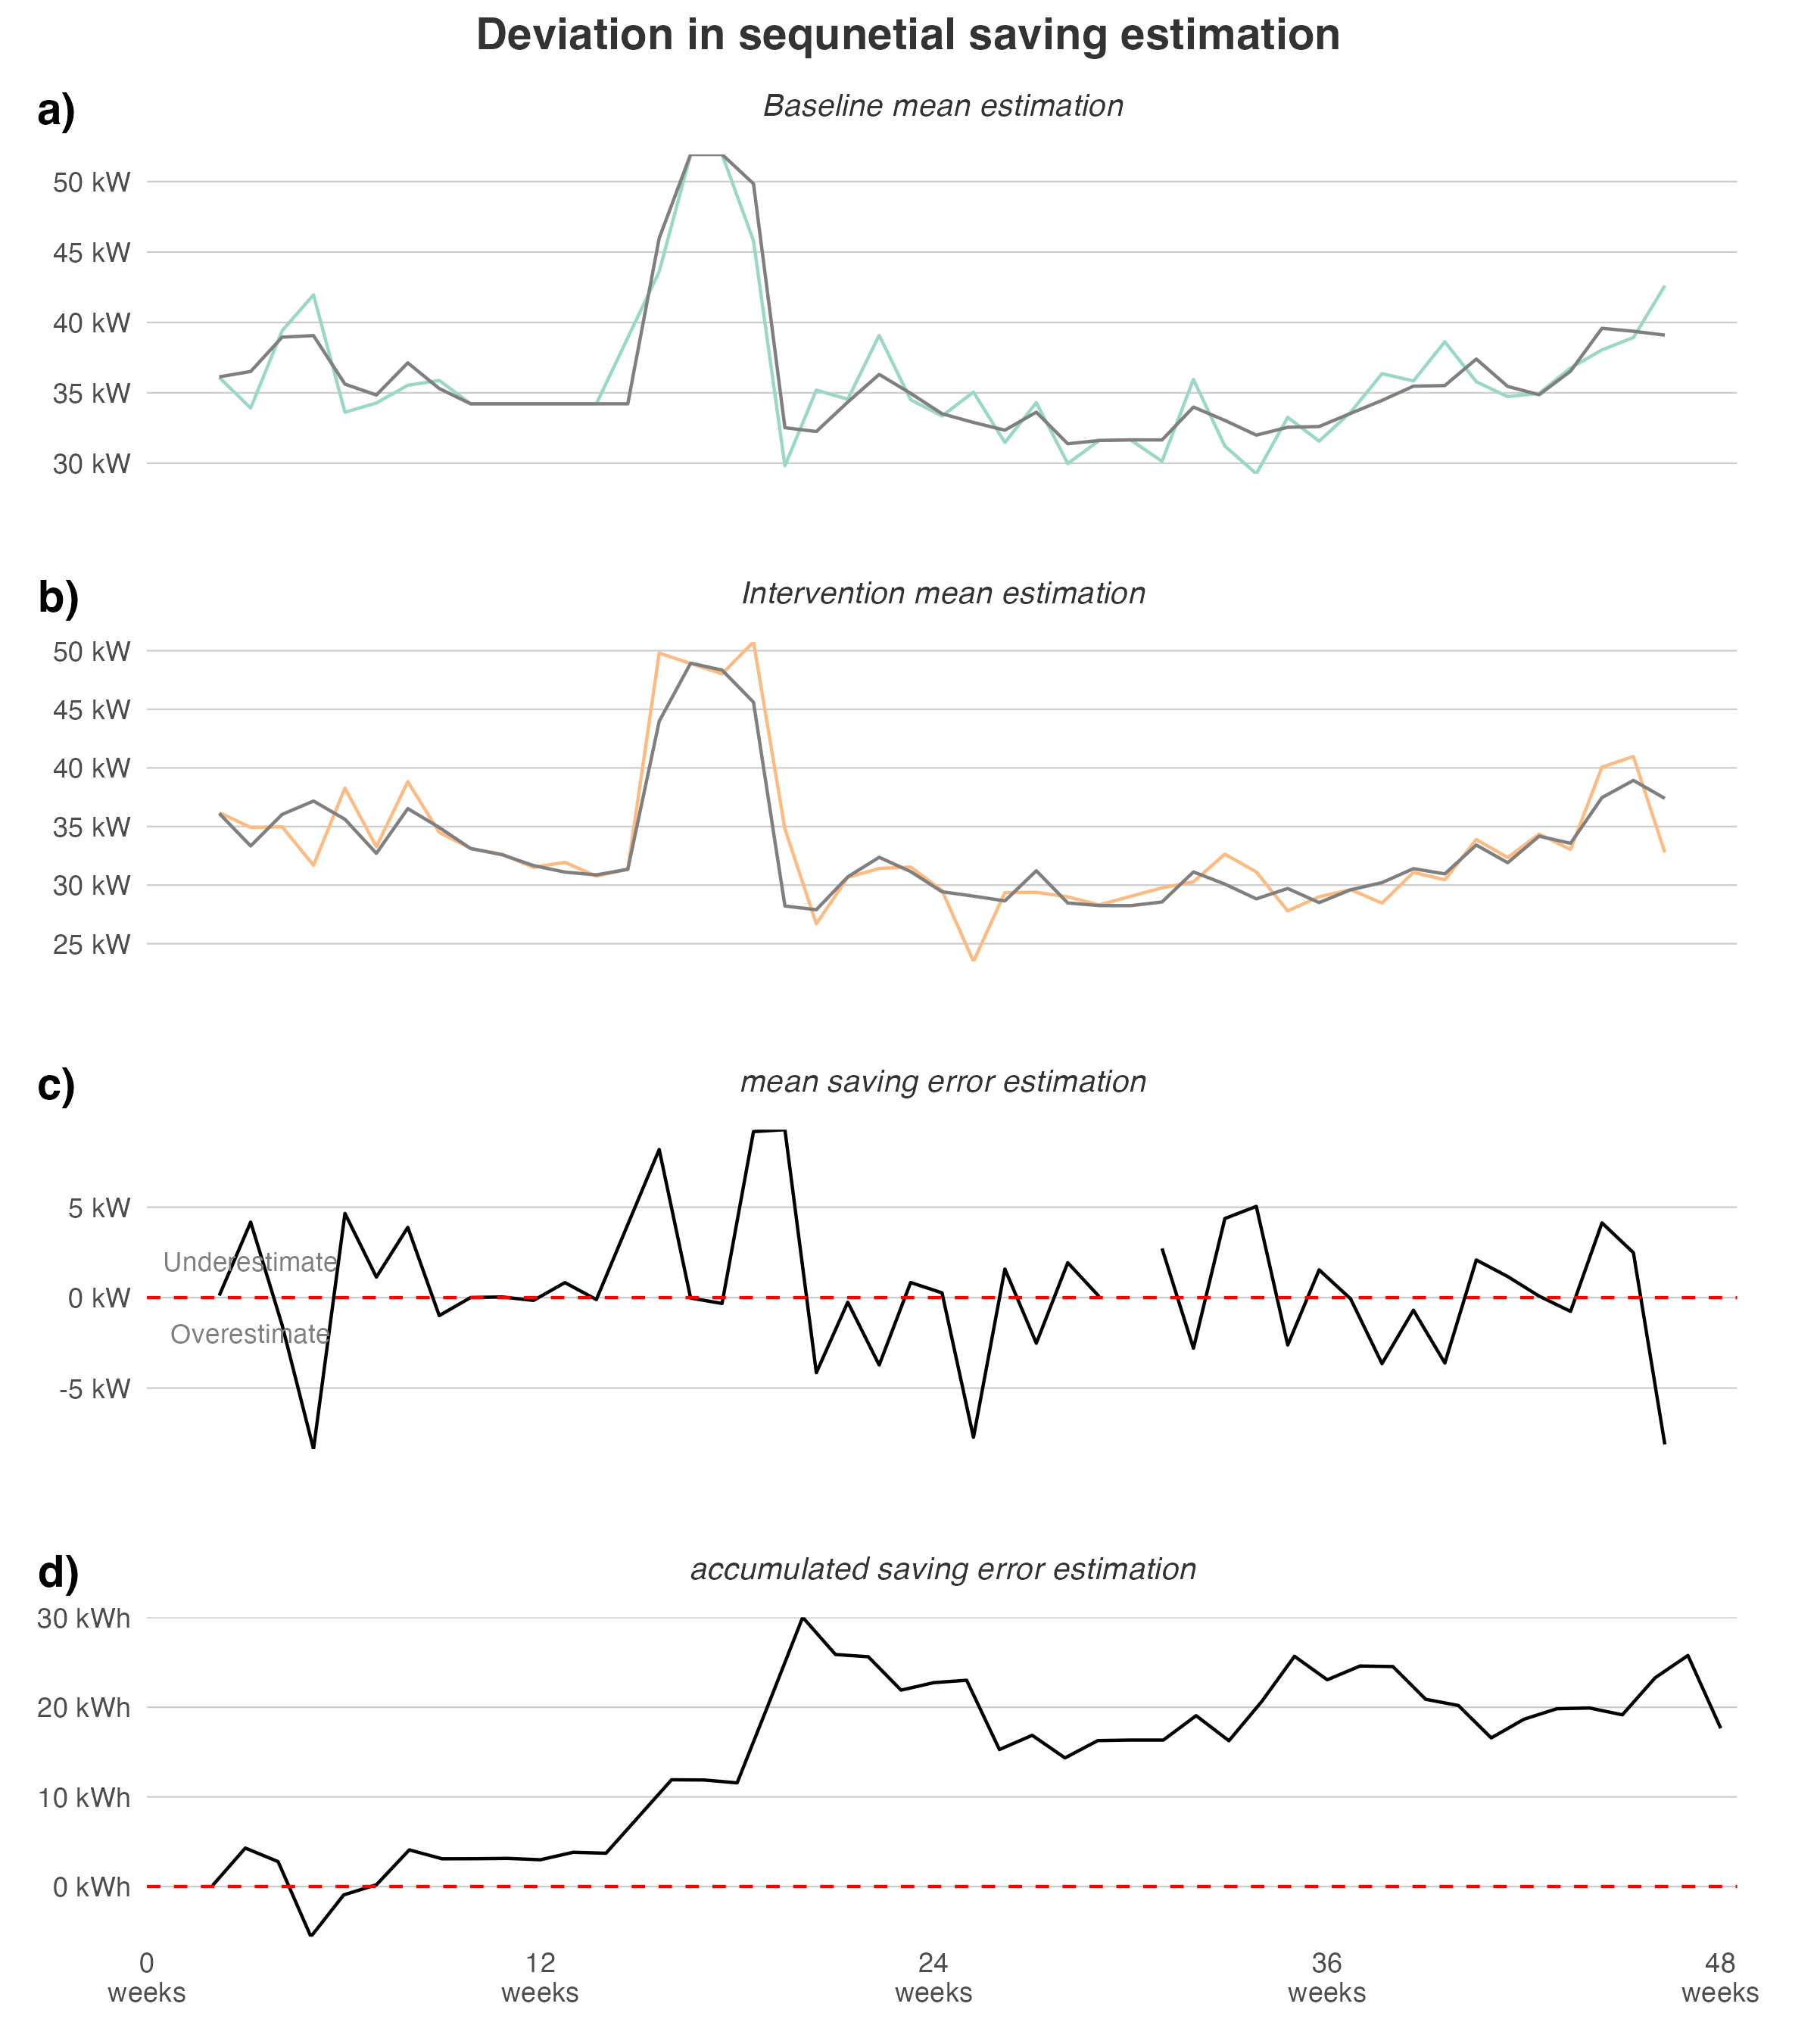 Deviation in sequnetial saving estimation
a)
Baseline mean estimation
50 kW
45 kW
40 kW
35 kW
30 kW
b)
Intervention mean estimation
50 kW
45 kW
40 kW
35 kW
30 kW
25 kW
c)
mean saving error estimation
5 kW
Underestimate
0 kW
Overestimate
-5 kW
d)
accumulated saving error estimation
30 kWh
20 kWh
10 kWh
0 kWh
0 12 24 36 48
weeks weeks weeks weeks weeks